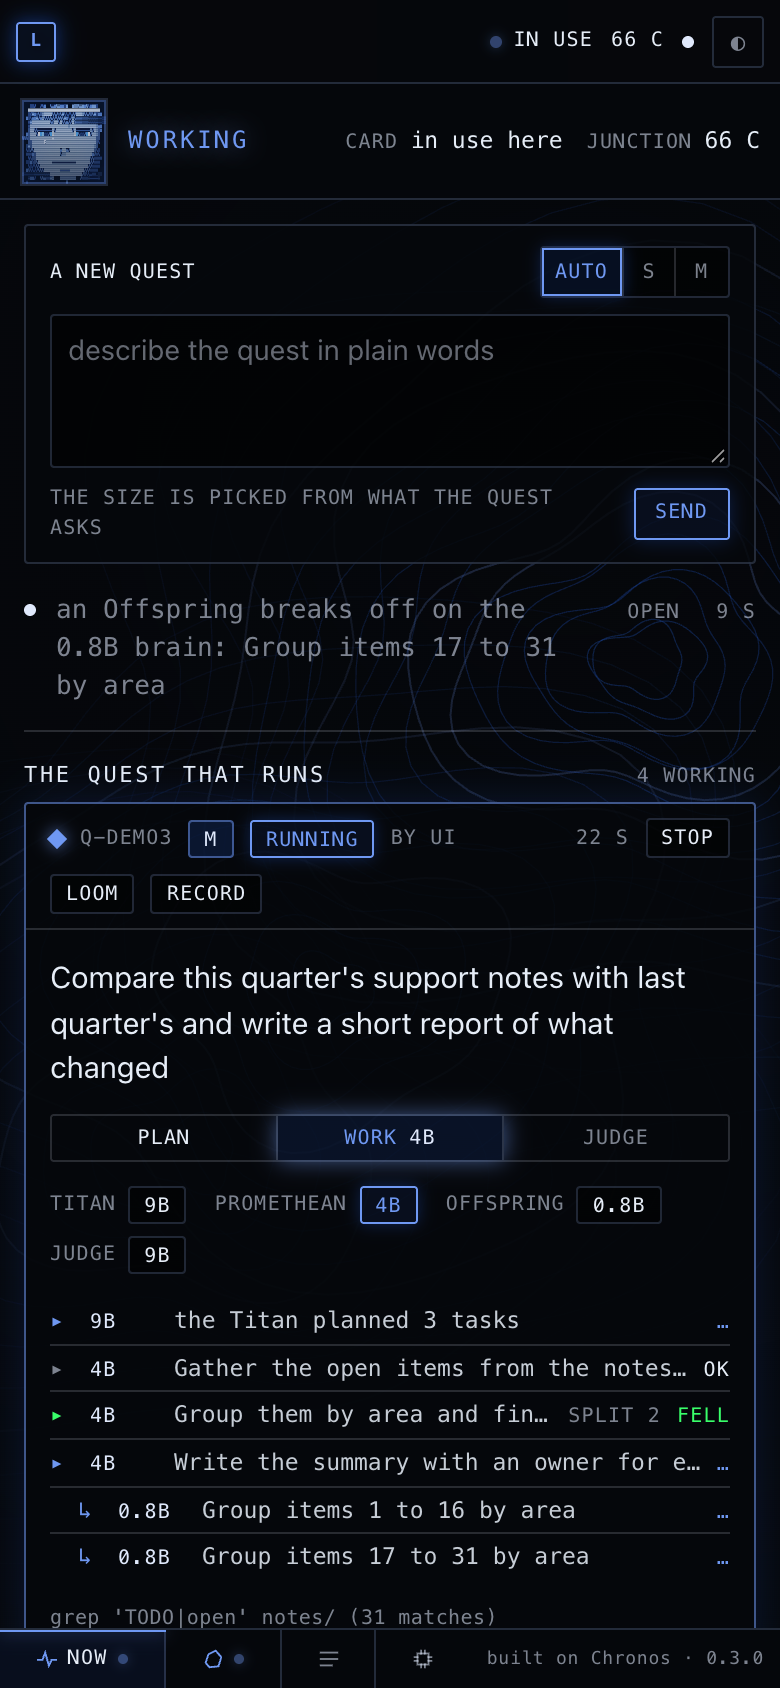 L
IN USE 66 C
WORKING
CARD in use here JUNCTION 66 C
A NEW QUEST
AUTO S M
describe the quest in plain words
THE SIZE IS PICKED FROM WHAT THE QUEST
ASKS
SEND
an Offspring breaks off on the
0.8B brain: Group items 17 to 31
by area
OPEN 9 S
THE QUEST THAT RUNS
4 WORKING
Q-DEMO3 M RUNNING BY UI 22 S STOP
LOOM RECORD
Compare this quarter's support notes with last
quarter's and write a short report of what
changed
PLAN WORK 4B JUDGE
TITAN 9B PROMETHEAN 4B OFFSPRING 0.8B
JUDGE 9B
9B the Titan planned 3 tasks …
4B Gather the open items from the notes… OK
4B Group them by area and fin… SPLIT 2 FELL
4B Write the summary with an owner for e… …
↳ 0.8B Group items 1 to 16 by area …
↳ 0.8B Group items 17 to 31 by area …
grep 'TODO|open' notes/ (31 matches)
NOW
built on Chronos · 0.3.0